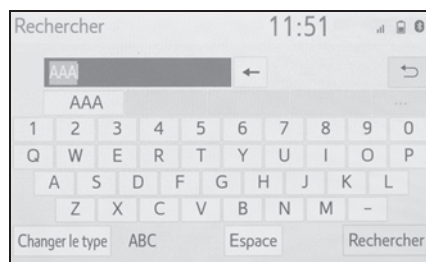 Rechercher 11:51
AAA
AAA ...
1 2 3 4 5 6 7 8 9 0
Q W E R T Y U I O P
A S D F G H J K L
Z X C V B N M -
Changer le type ABC Espace Rechercher